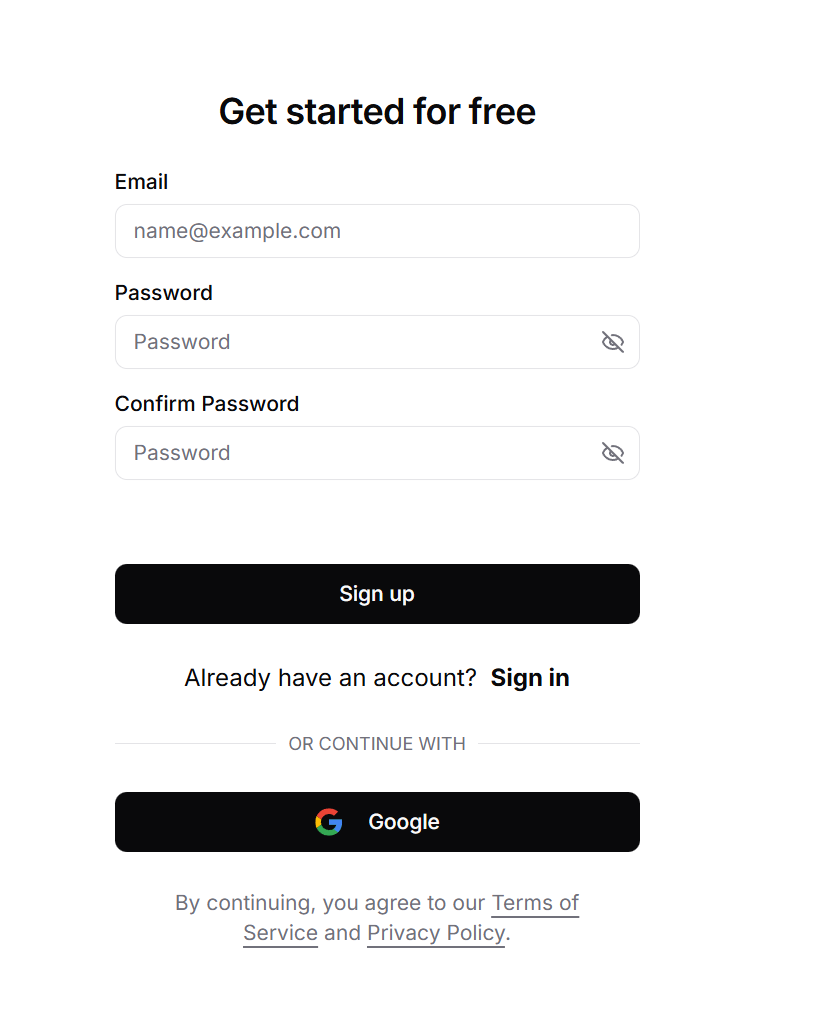 Get started for free
Email
name@example.com
Password
Password
Confirm Password
Password
Sign up
Already have an account? Sign in
OR CONTINUE WITH
Google
By continuing, you agree to our Terms of
Service and Privacy Policy.